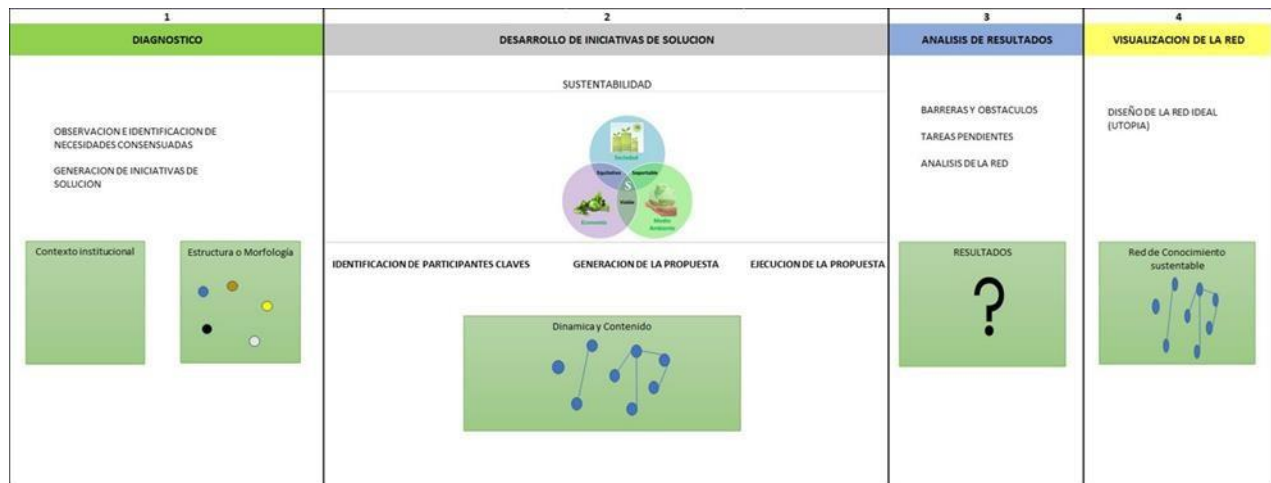 1
DIAGNOSTICO
OBSERVACION E IDENTIFICACION DE
NECESIDADES CONSENSUADAS
GENERACION DE INICIATIVAS DE
SOLUCION
Contexto institucional
Estructura o Morfología
2
DESARROLLO DE INICIATIVAS DE SOLUCION
SUSTENTABILIDAD
Sociedad
Equitativo
Soportable
S
Viable
Economía
Medio
Ambiente
IDENTIFICACION DE PARTICIPANTES CLAVES
GENERACION DE LA PROPUESTA
EJECUCION DE LA PROPUESTA
Dinamica y Contenido
3
ANALISIS DE RESULTADOS
BARRERAS Y OBSTACULOS
TAREAS PENDIENTES
ANALISIS DE LA RED
RESULTADOS
?
4
VISUALIZACION DE LA RED
DISEÑO DE LA RED IDEAL
(UTOPIA)
Red de Conocimiento
sustentable